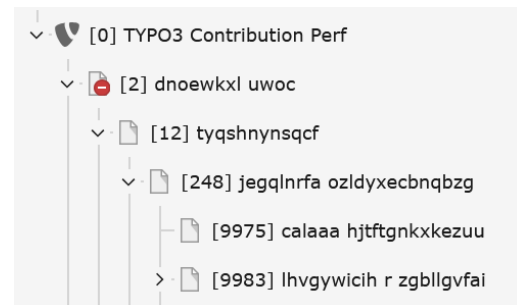 [0] TYPO3 Contribution Perf
[2] dnoewkxl uwoc
[12] tyqshnynsqcf
[248] jegqlnrfa ozldyxecbnqbzg
[9975] calaaa hjtftgnkxkezuu
[9983] lhvgywicih r zgbllgvfai